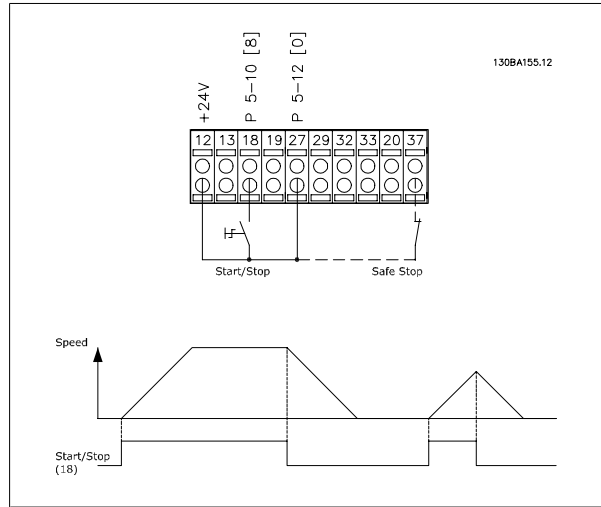 130BA155.12
+24V
P 5-10 [8]
P 5-12 [0]
12 13 18 19 27 29 32 33 20 37
Start/Stop
Safe Stop
Speed
Start/Stop
(18)